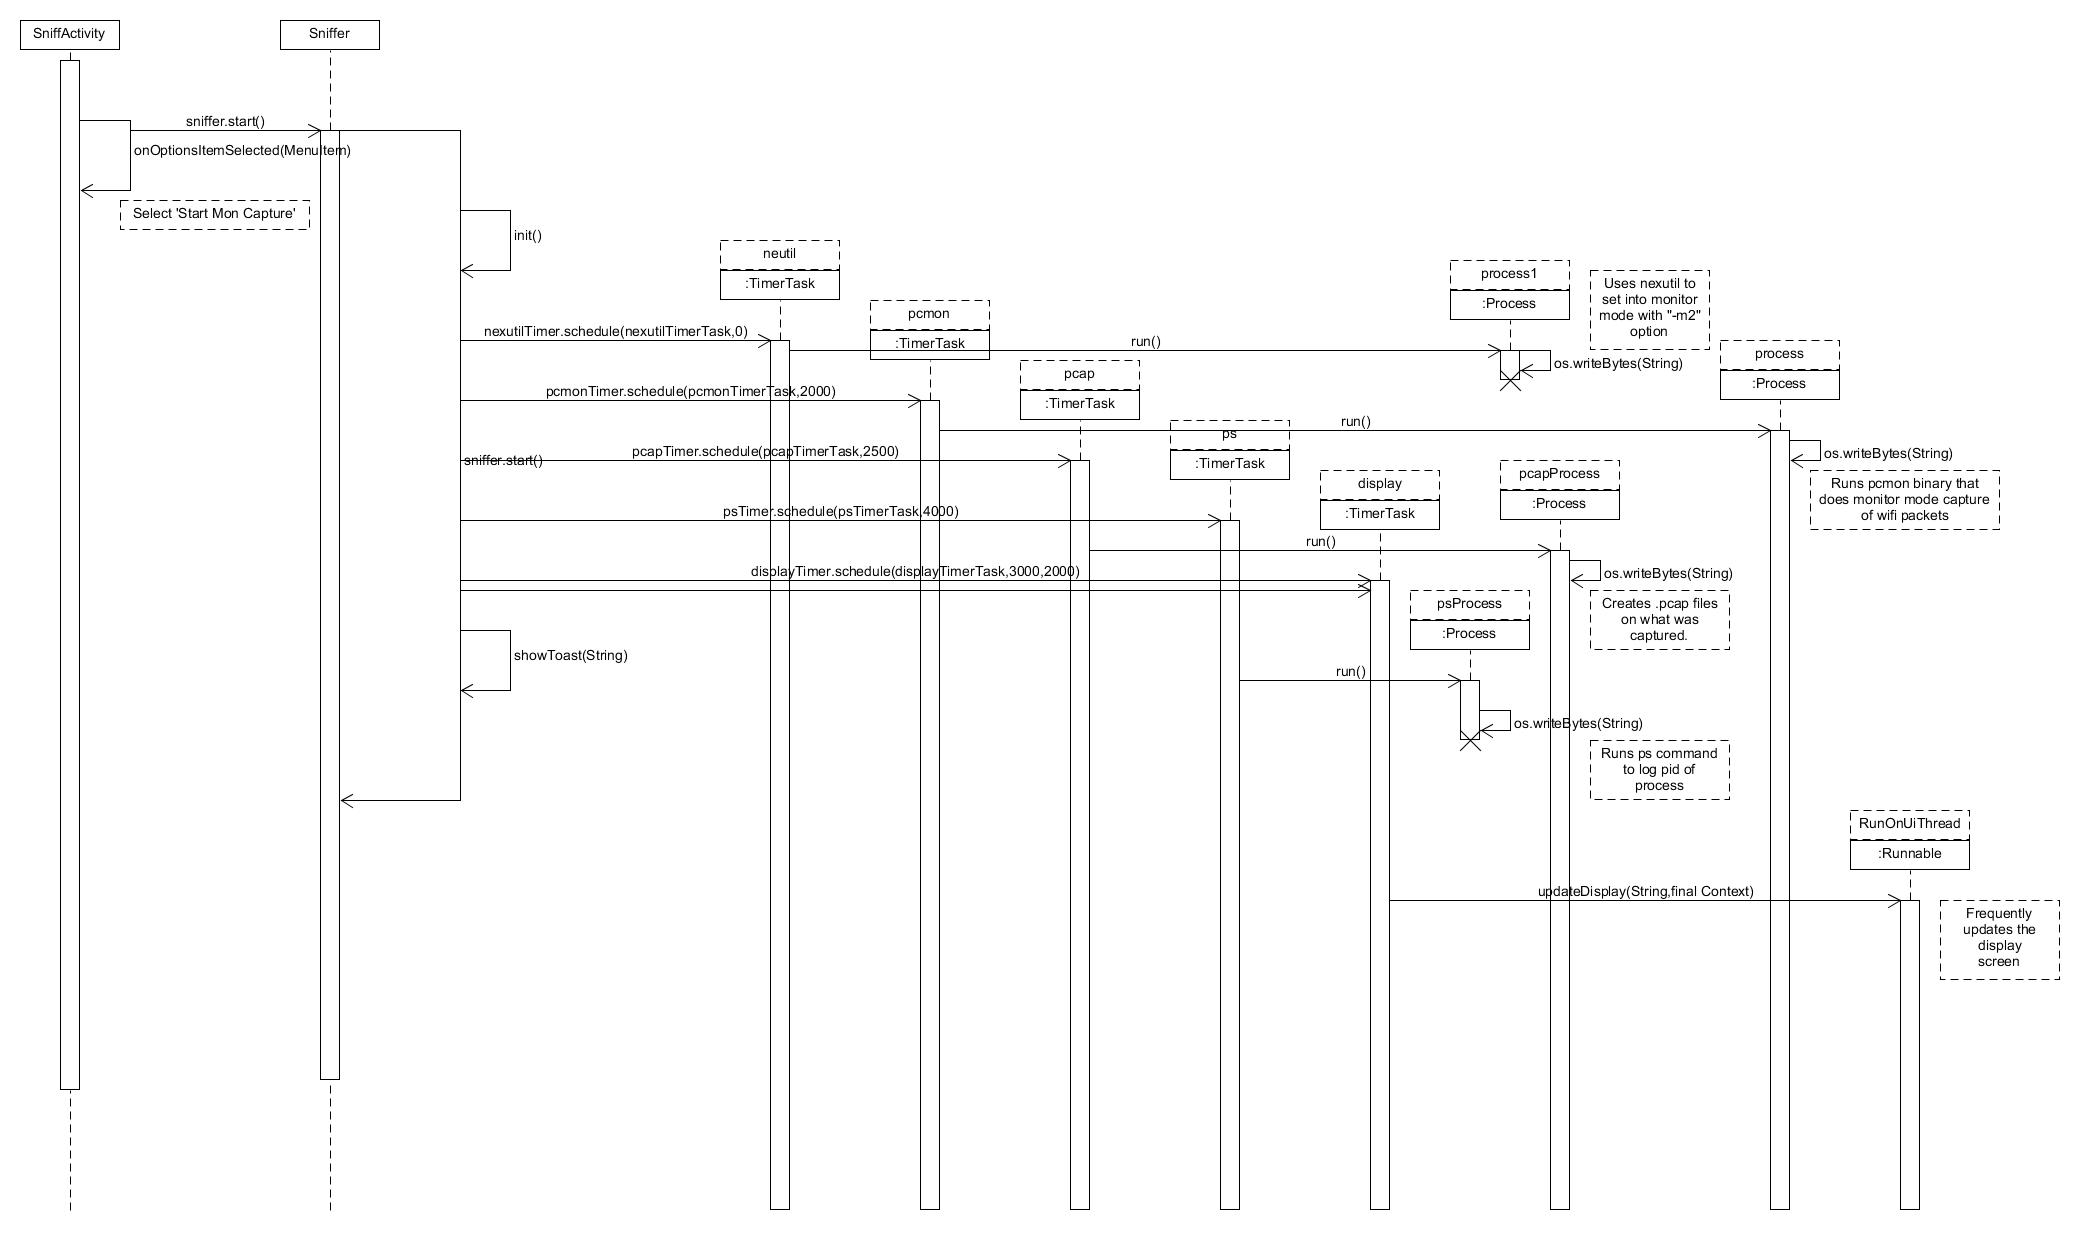 SniffActivity
Sniffer
sniffer.start()
onOptionsItemSelected(MenuItem)
Select 'Start Mon Capture'
init()
neutil
:TimerTask
process1
:Process
Uses nexutil to
set into monitor
mode with "-m2"
option
pcmon
:TimerTask
nexutilTimer.schedule(nexutilTimerTask,0)
run()
os.writeBytes(String)
process
:Process
pcap
:TimerTask
pcmonTimer.schedule(pcmonTimerTask,2000)
run()
ps
:TimerTask
pcapTimer.schedule(pcapTimerTask,2500)
sniffer.start()
os.writeBytes(String)
Runs pcmon binary that
does monitor mode capture
of wifi packets
pcapProcess
:Process
display
:TimerTask
psTimer.schedule(psTimerTask,4000)
run()
displayTimer.schedule(displayTimerTask,3000,2000)
os.writeBytes(String)
Creates .pcap files
on what was
captured.
psProcess
:Process
showToast(String)
run()
os.writeBytes(String)
Runs ps command
to log pid of
process
RunOnUiThread
:Runnable
updateDisplay(String,final Context)
Frequently
updates the
display
screen